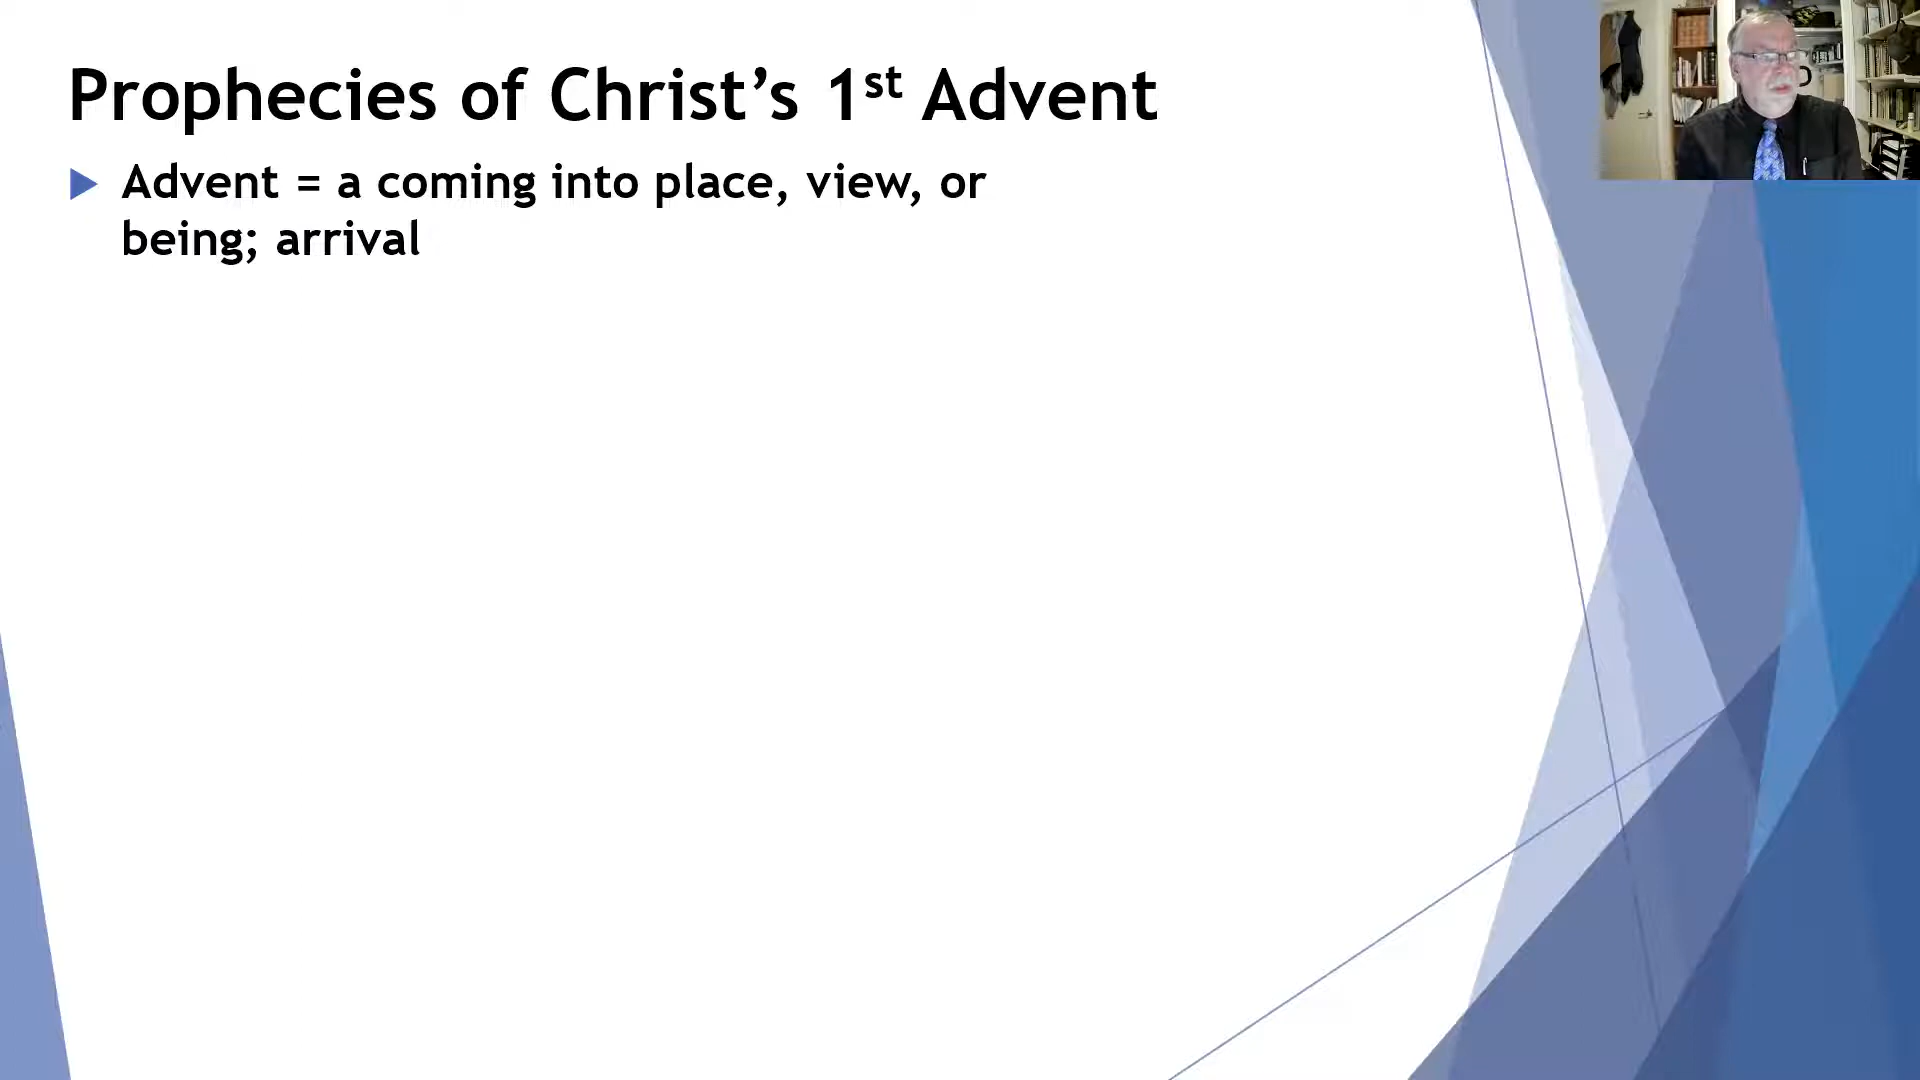 Prophecies of Christ’s 1st Advent
Advent = a coming into place, view, or
being; arrival